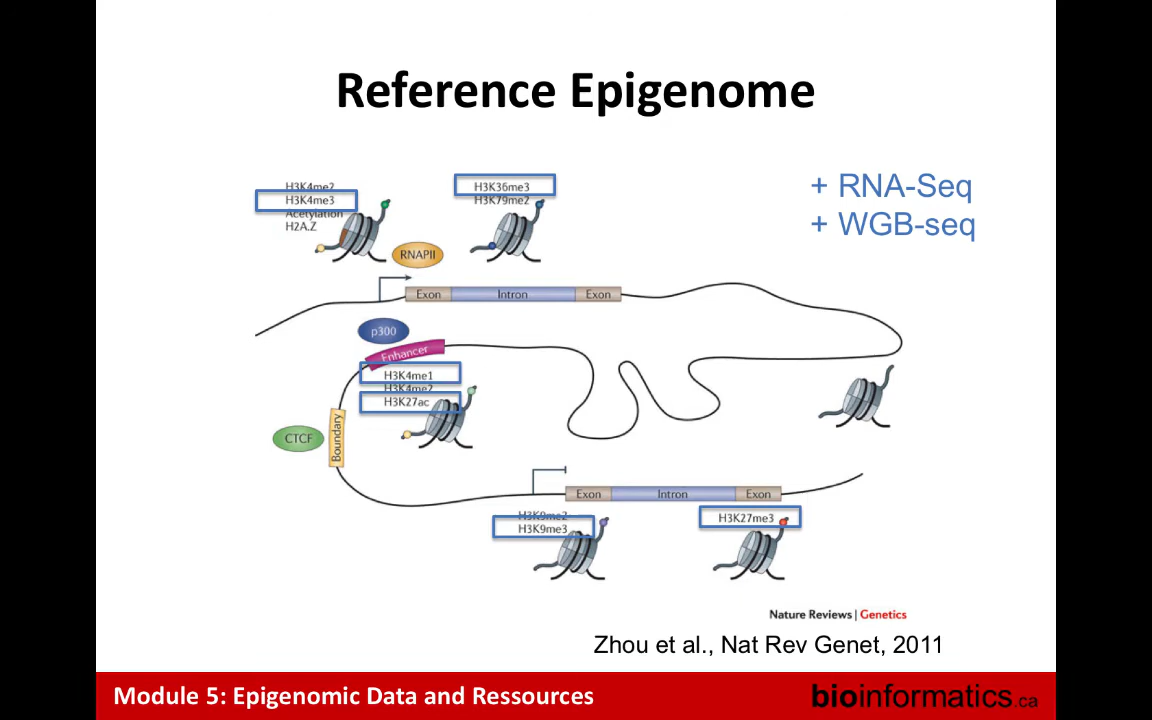 Reference Epigenome
H3K4me2
H3K4me3
Acetylation
H2A.Z
H3K36me3
H3K79me2
+ RNA-Seq
+ WGB-seq
RNAPII
Exon Intron Exon
p300
Enhancer
H3K4me1
H3K4me2
H3K27ac
CTCF
Boundary
Exon Intron Exon
H3K9me2
H3K9me3
H3K27me3
Nature Reviews | Genetics
Zhou et al., Nat Rev Genet, 2011
Module 5: Epigenomic Data and Ressources
bioinformatics.ca